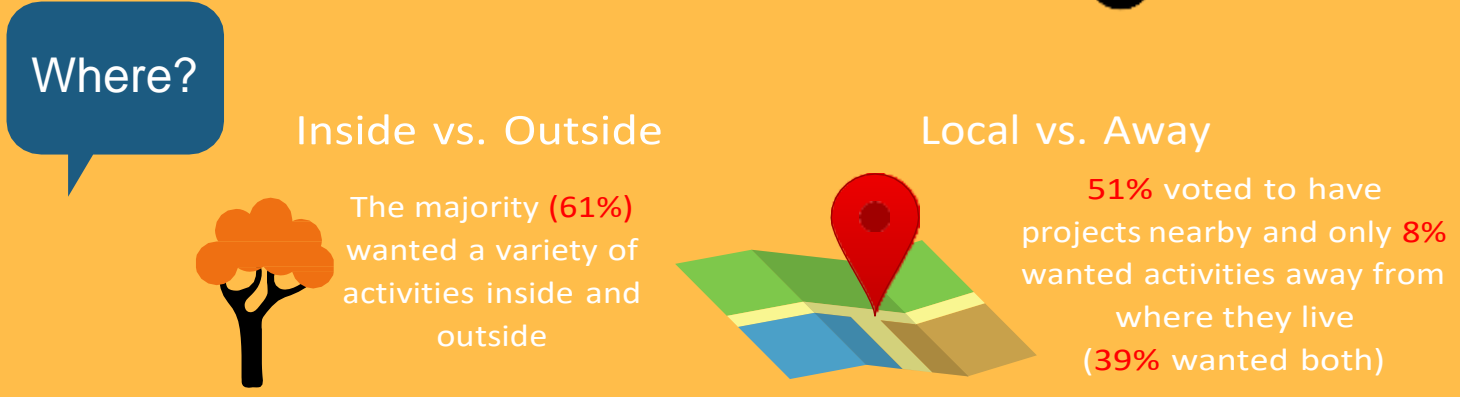 Where?
Inside vs. Outside
The majority (61%)
wanted a variety of
activities inside and
outside
Local vs. Away
51% voted to have
projects nearby and only 8%
wanted activities away from
where they live
(39% wanted both)